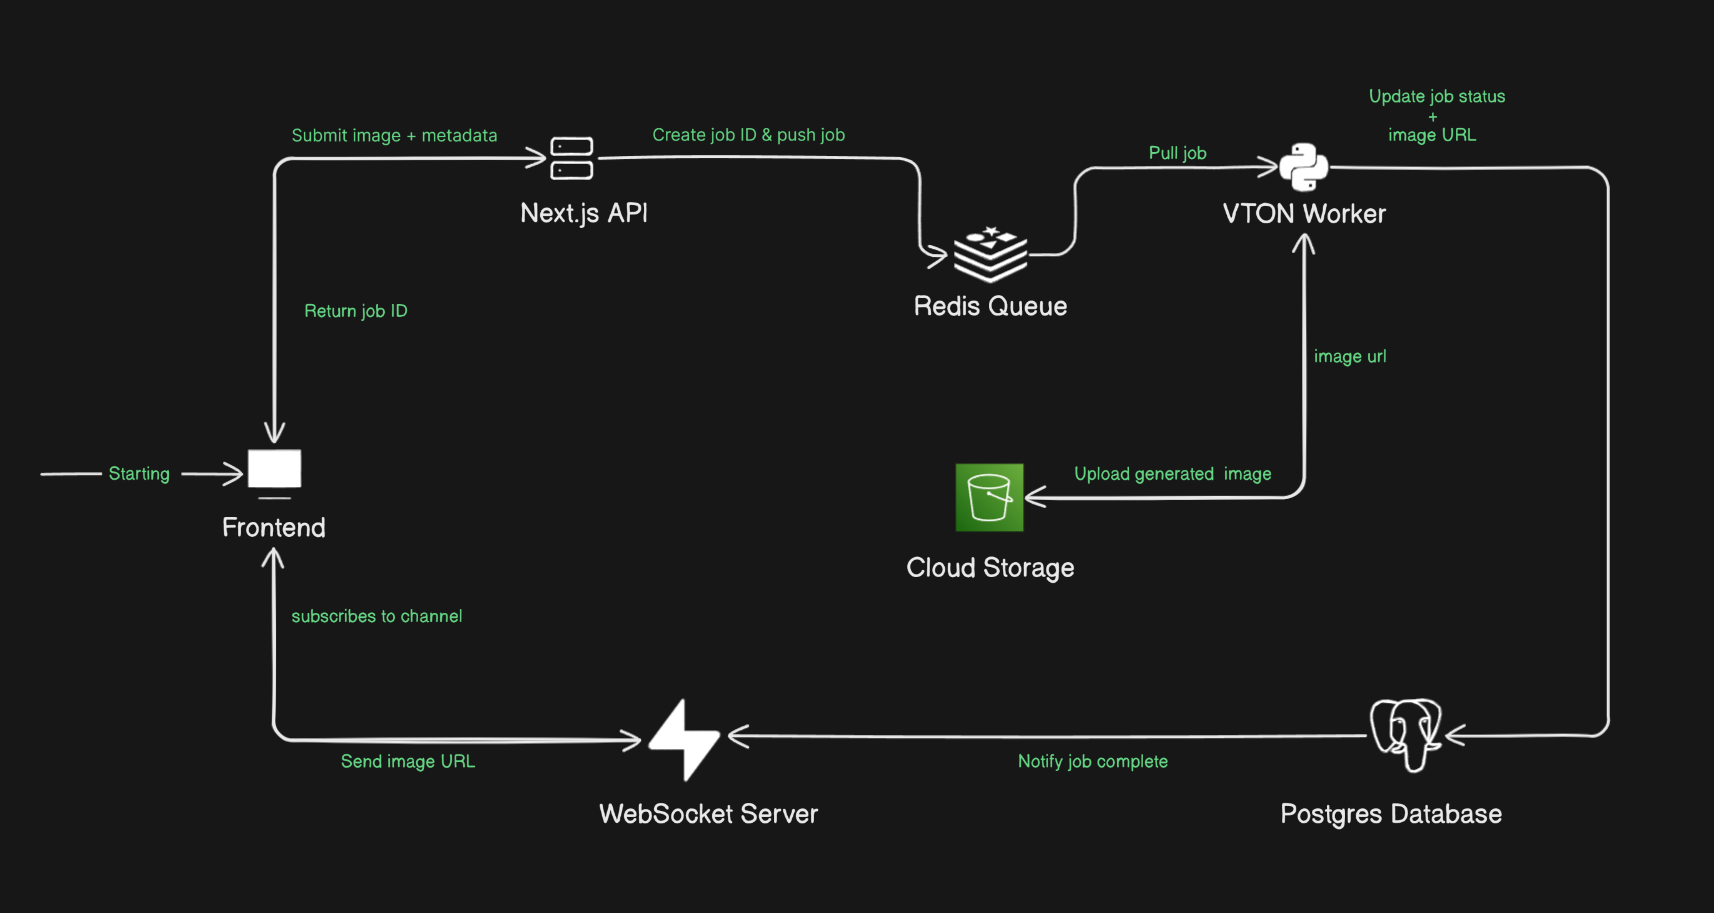 Update job status
+
image URL
Submit image + metadata
Create job ID & push job
Pull job
Next.js API
VTON Worker
Redis Queue
Return job ID
image url
Starting
Upload generated  image
Frontend
Cloud Storage
subscribes to channel
Send image URL
Notify job complete
WebSocket Server
Postgres Database